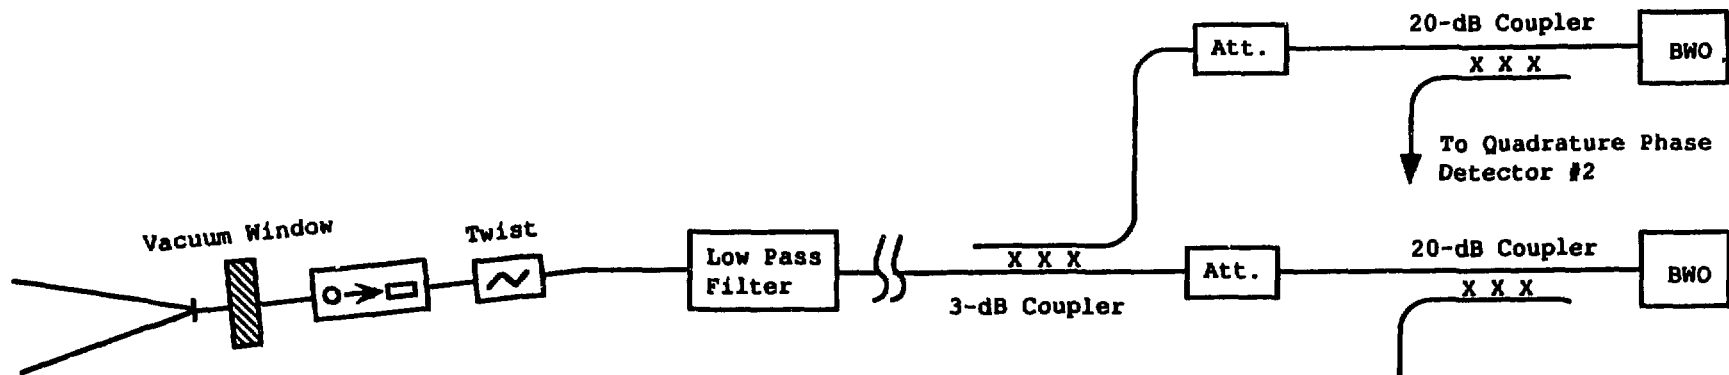 20-dB Coupler
Att.
BWO
X X X
To Quadrature Phase
Detector #2
Vacuum Window
Twist
Low Pass
Filter
X X X
3-dB Coupler
Att.
20-dB Coupler
X X X
BWO